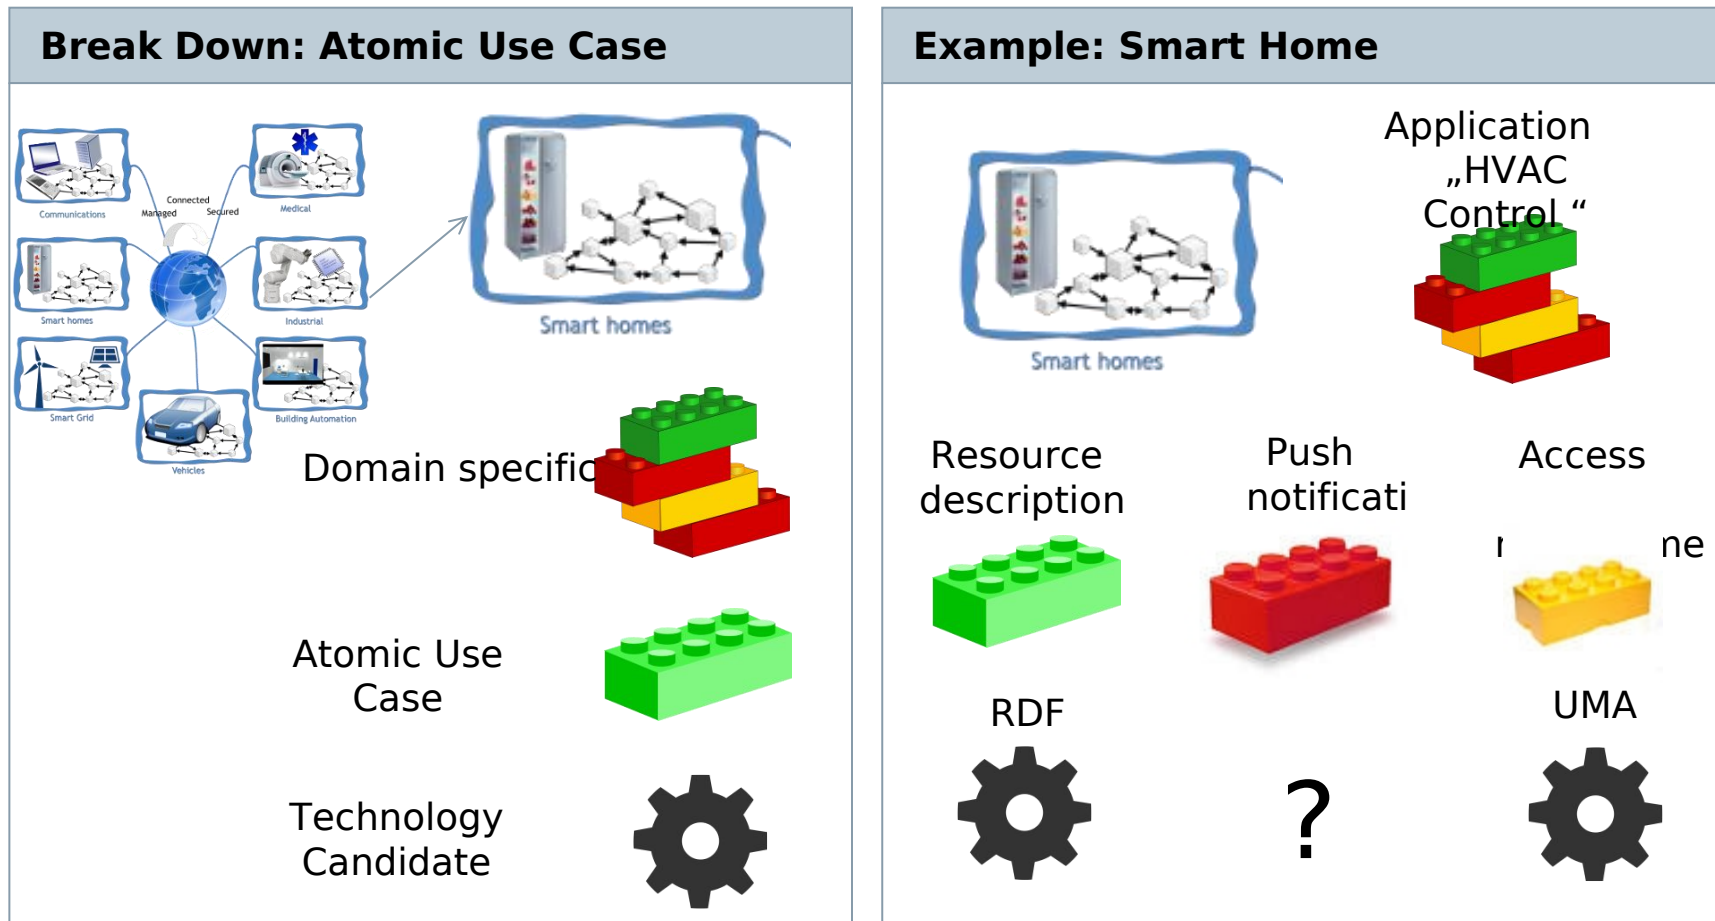 Break Down: Atomic Use Case
Communications
Medical
Connected
Managed
Secured
Smart homes
Industrial
Smart Grid
Building Automation
Vehicles
Smart homes
Domain specific
Atomic Use
Case
Technology
Candidate
Example: Smart Home
Smart homes
Application
„HVAC
Control “
Resource
description
Push
notificati
Access
me
RDF
UMA
?